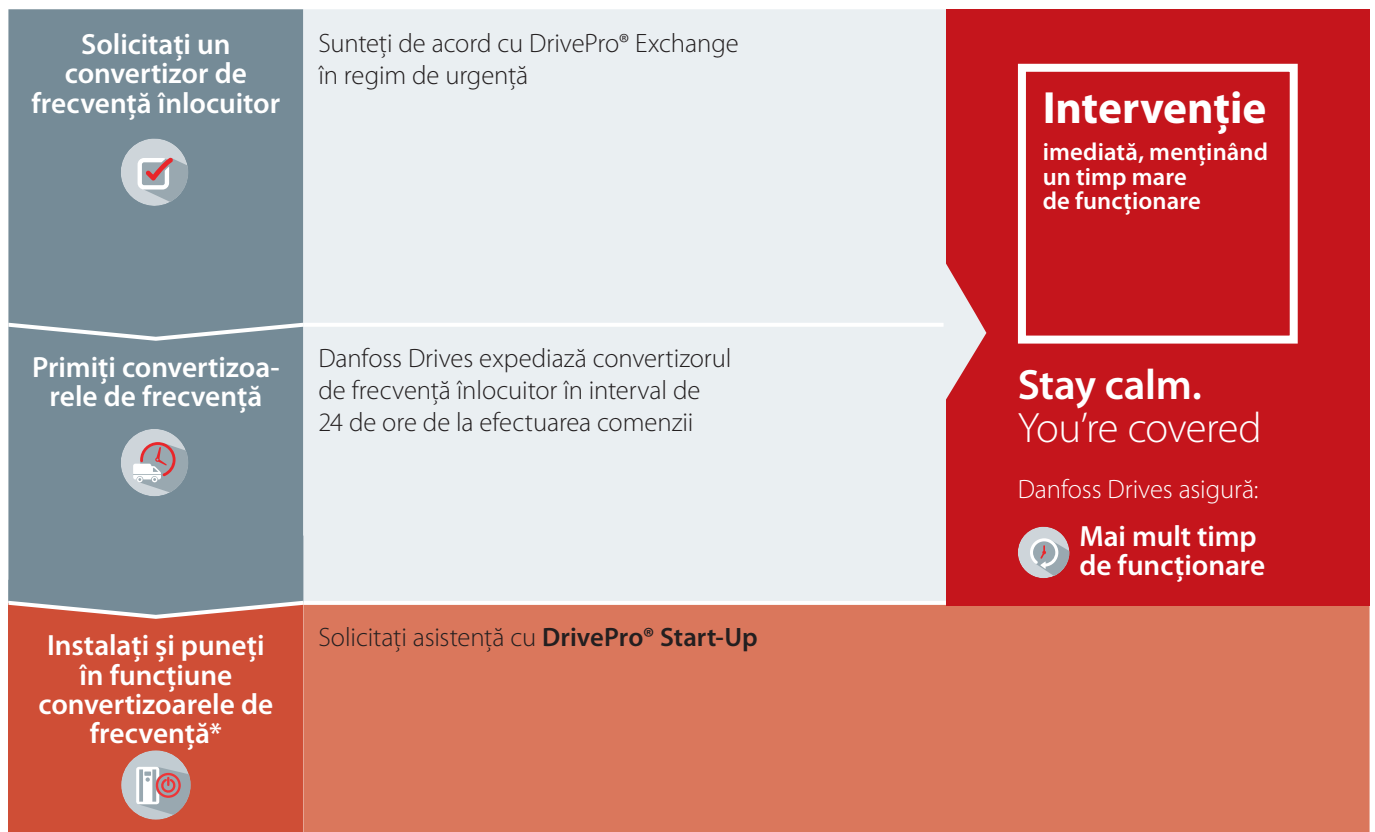 Solicitați un
convertizor de
frecvență înlocuitor
Sunteți de acord cu DrivePro® Exchange
în regim de urgență
Primiți convertizoa-
rele de frecvență
Danfoss Drives expediază convertizorul
de frecvență înlocuitor în interval de
24 de ore de la efectuarea comenzii
Instalați și puneți
în funcțiune
convertizoarele de
frecvență*
Solicitați asistență cu DrivePro® Start-Up
Intervenție
imediată, menținând
un timp mare
de funcționare
Stay calm.
You're covered
Danfoss Drives asigură:
Mai mult timp
de funcționare